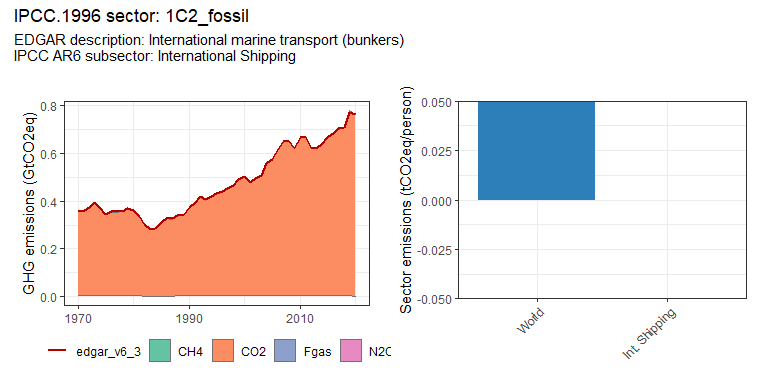 IPCC.1996 sector: 1C2_fossil
EDGAR description: International marine transport (bunkers)
IPCC AR6 subsector: International Shipping
GHG emissions (GtCO2eq)
0.8
0.6
0.4
0.2
0.0
1970
1990
2010
edgar_v6_3
CH4
CO2
Fgas
N2O
Sector emissions (tCO2eq/person)
0.050
0.025
0.000
-0.025
-0.050
World
Int. Shipping